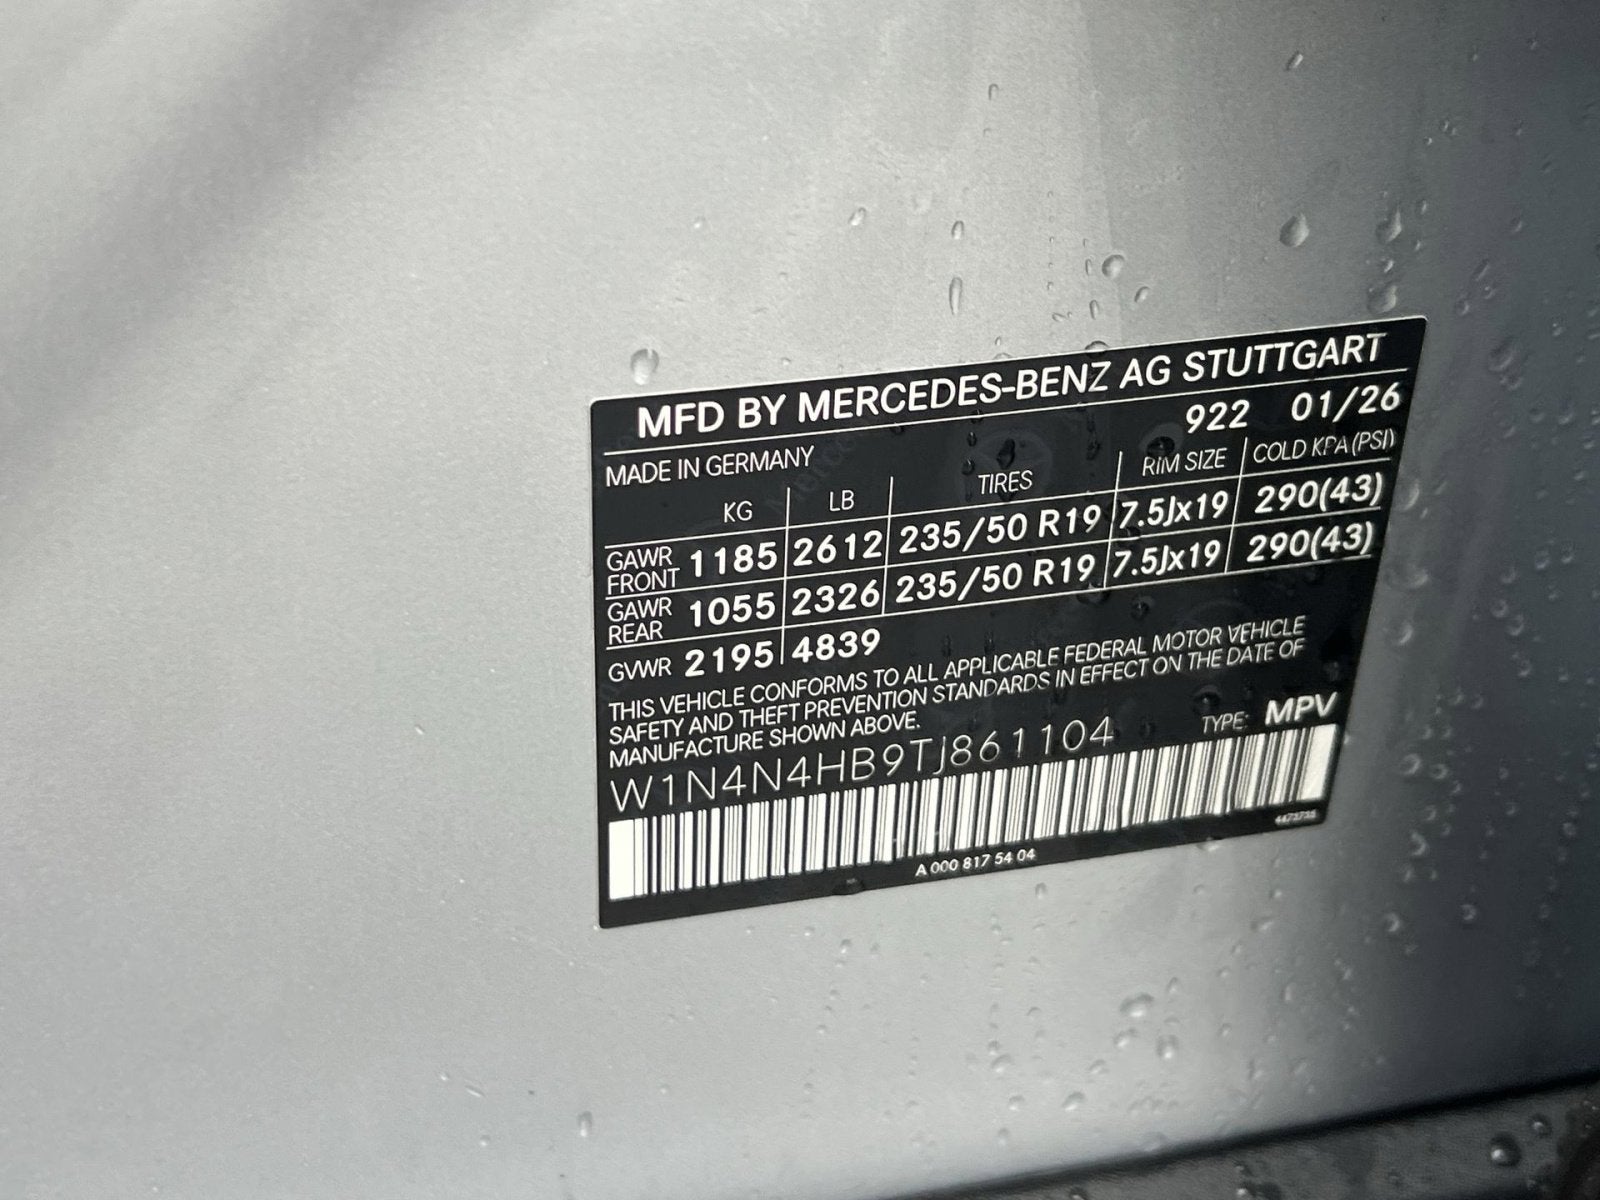 MFD BY MERCEDES-BENZ AG STUTTGART
922 01/26
MADE IN GERMANY
KG LB TIRES RIM SIZE COLD KPA (PSI)
GAWR FRONT 1185 2612 235/50 R19 7.5Jx19 290(43)
GAWR REAR 1055 2326 235/50 R19 7.5Jx19 290(43)
GVWR 2195 4839
THIS VEHICLE CONFORMS TO ALL APPLICABLE FEDERAL MOTOR VEHICLE
SAFETY AND THEFT PREVENTION STANDARDS IN EFFECT ON THE DATE OF
MANUFACTURE SHOWN ABOVE.
W1N4N4HB9TJ861104 TYPE: MPV
A 000 817 54 04